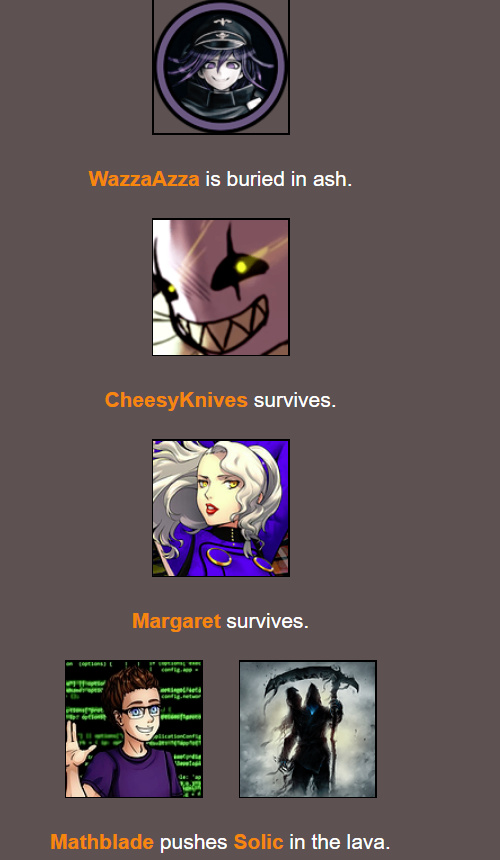 WazzaAzza is buried in ash.
CheesyKnives survives.
Margaret survives.
Mathblade pushes Solic in the lava.